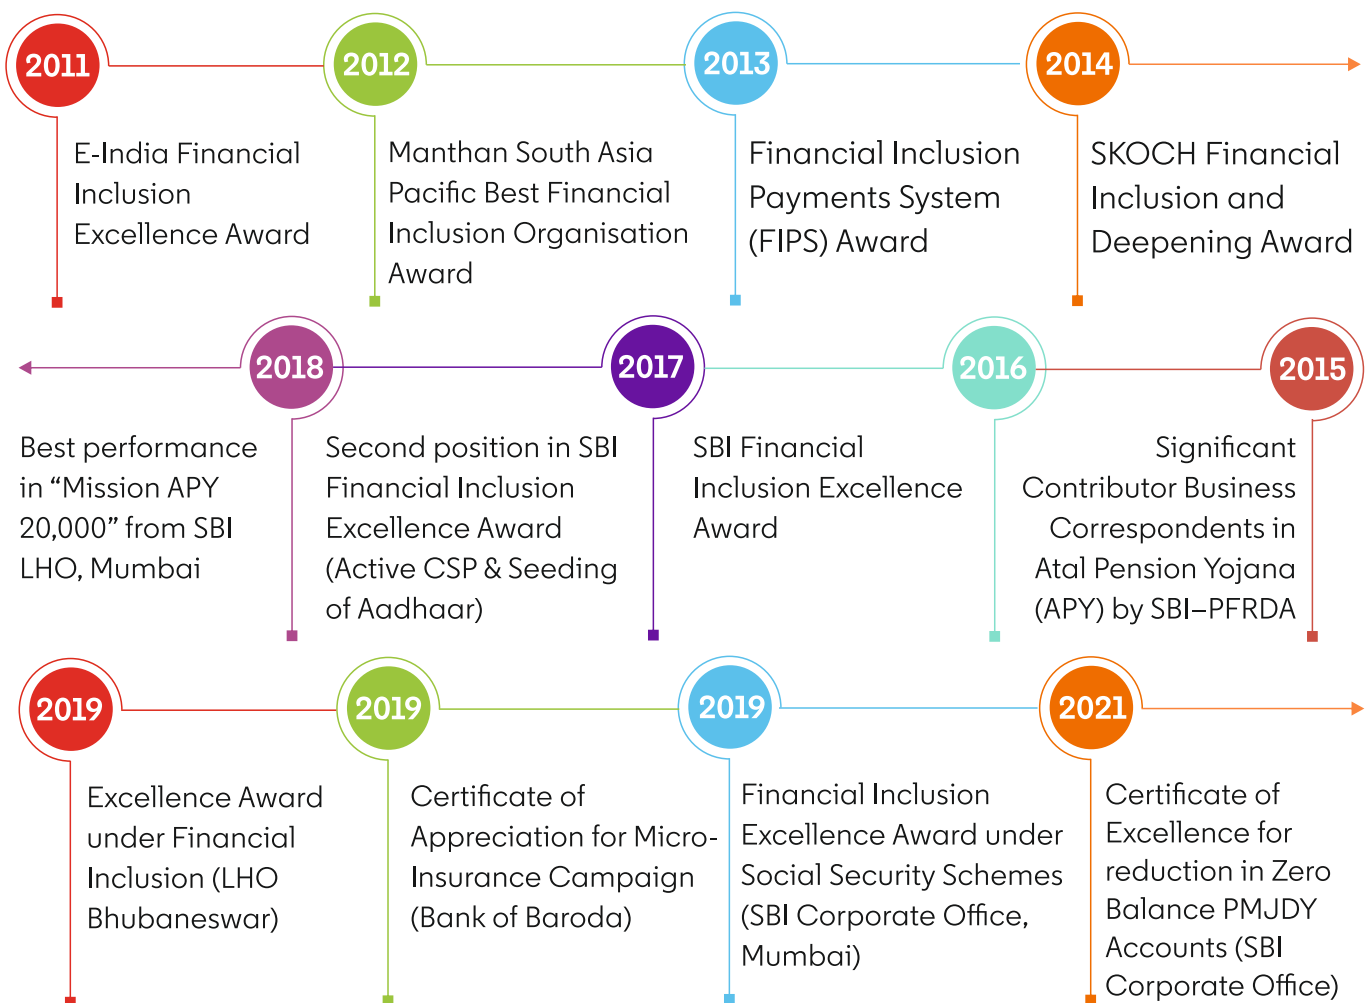 2011
E-India Financial
Inclusion
Excellence Award
2012
Manthan South Asia
Pacific Best Financial
Inclusion Organisation
Award
2013
Financial Inclusion
Payments System
(FIPS) Award
2014
SKOCH Financial
Inclusion and
Deepening Award
2018
Best performance
in “Mission APY
20,000” from SBI
LHO, Mumbai
2017
Second position in SBI
Financial Inclusion
Excellence Award
(Active CSP & Seeding
of Aadhaar)
2016
SBI Financial
Inclusion Excellence
Award
2015
Significant
Contributor Business
Correspondents in
Atal Pension Yojana
(APY) by SBI–PFRDA
2019
Excellence Award
under Financial
Inclusion (LHO
Bhubaneswar)
2019
Certificate of
Appreciation for Micro-
Insurance Campaign
(Bank of Baroda)
2019
Financial Inclusion
Excellence Award under
Social Security Schemes
(SBI Corporate Office,
Mumbai)
2021
Certificate of
Excellence for
reduction in Zero
Balance PMJDY
Accounts (SBI
Corporate Office)